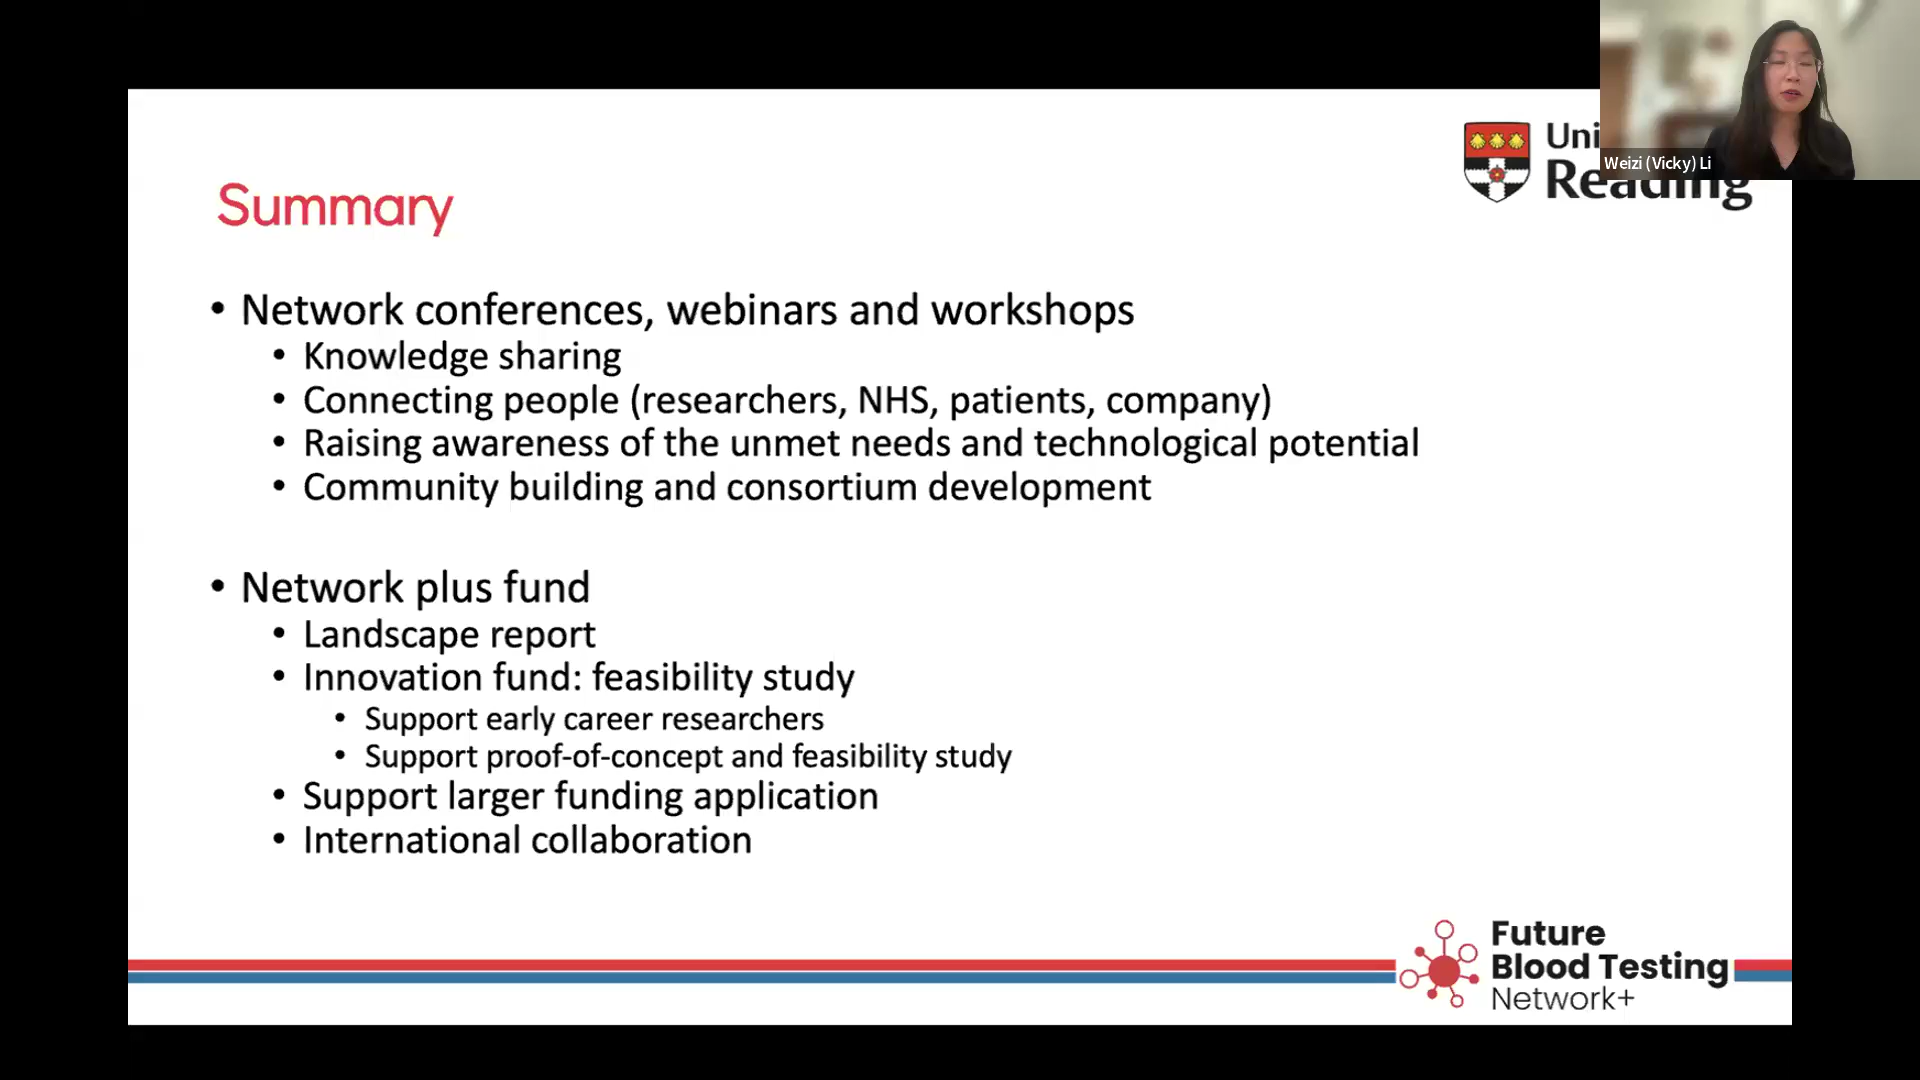 Uni
Reading
Weizi (Vicky) Li
Summary
• Network conferences, webinars and workshops
• Knowledge sharing
• Connecting people (researchers, NHS, patients, company)
• Raising awareness of the unmet needs and technological potential
• Community building and consortium development
• Network plus fund
• Landscape report
• Innovation fund: feasibility study
• Support early career researchers
• Support proof-of-concept and feasibility study
• Support larger funding application
• International collaboration
Future
Blood Testing
Network+